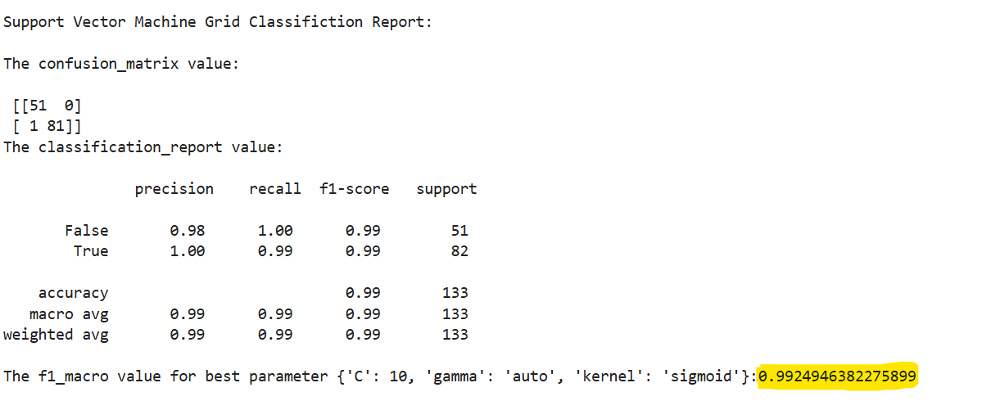 Support Vector Machine Grid Classifiction Report:
The confusion_matrix value:
[[51  0]
[ 1 81]]
The classification_report value:
precision recall f1-score support
False 0.98 1.00 0.99 51
True 1.00 0.99 0.99 82
accuracy 0.99 133
macro avg 0.99 0.99 0.99 133
weighted avg 0.99 0.99 0.99 133
The f1_macro value for best parameter {'C': 10, 'gamma': 'auto', 'kernel': 'sigmoid'}:0.9924946382275899